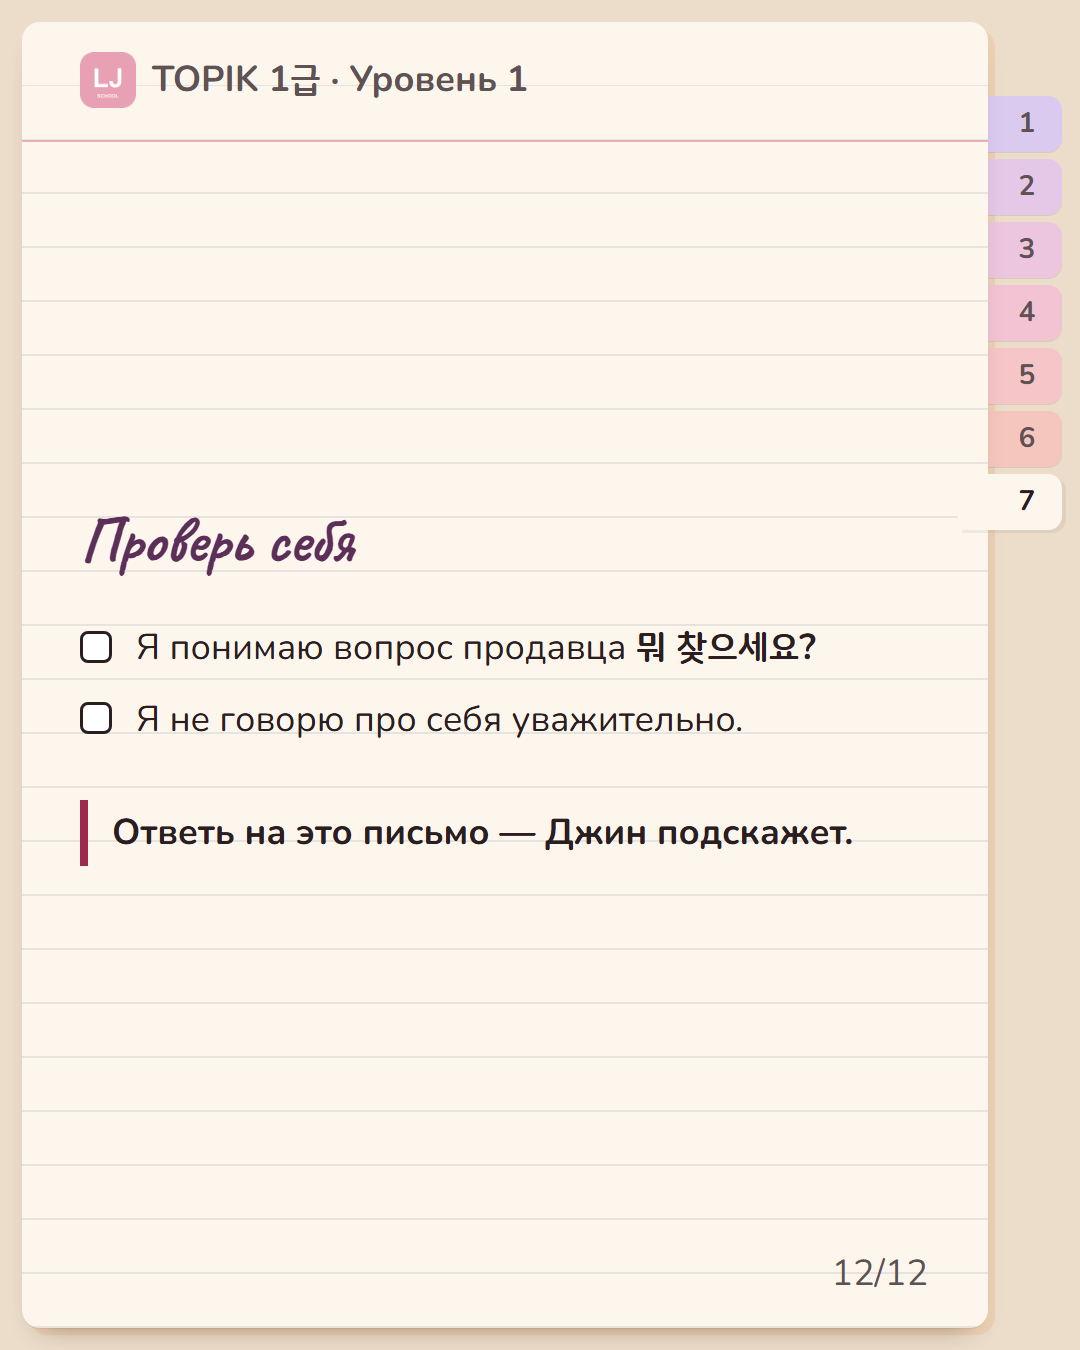 LJ
SCHOOL
TOPIK 1급 · Уровень 1
1
2
3
4
5
6
7
Проверь себя
Я понимаю вопрос продавца 뭐 찾으세요?
Я не говорю про себя уважительно.
Ответь на это письмо — Джин подскажет.
12/12